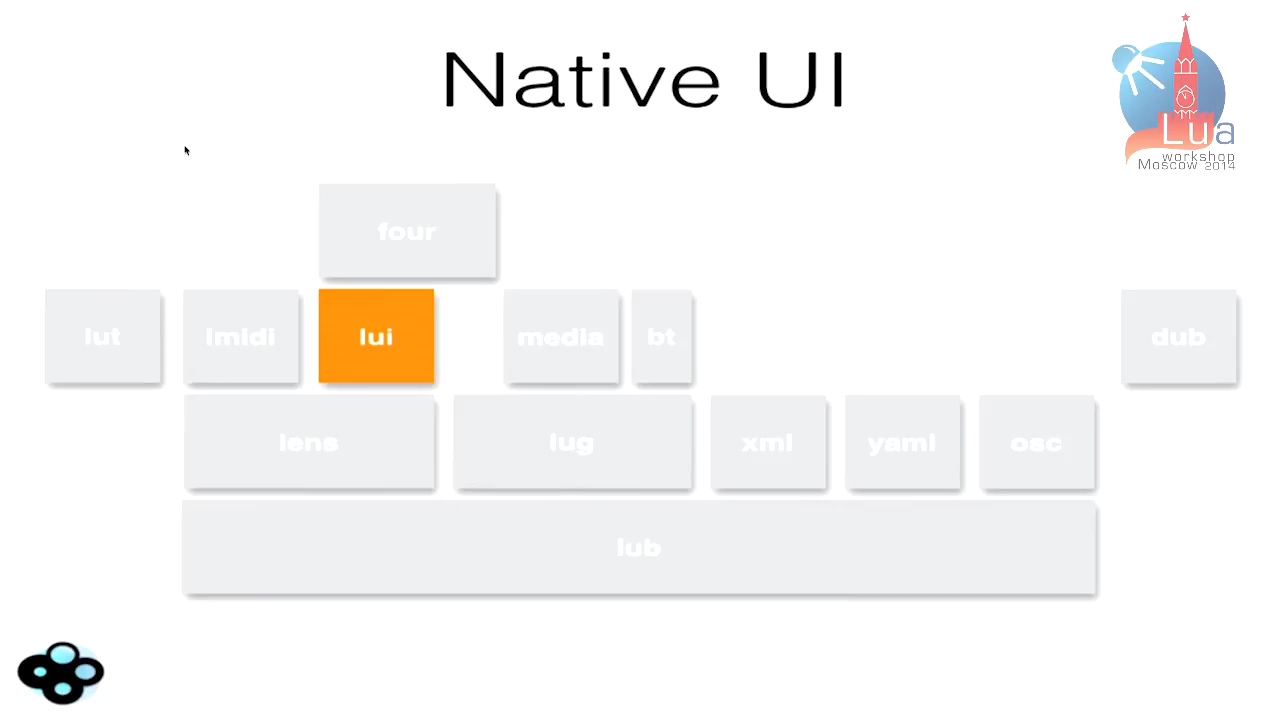 Native UI
Lua
workshop
Moscow 2014
four
lut
lmidi
lui
media
bt
dub
lens
lug
xml
yaml
osc
lub